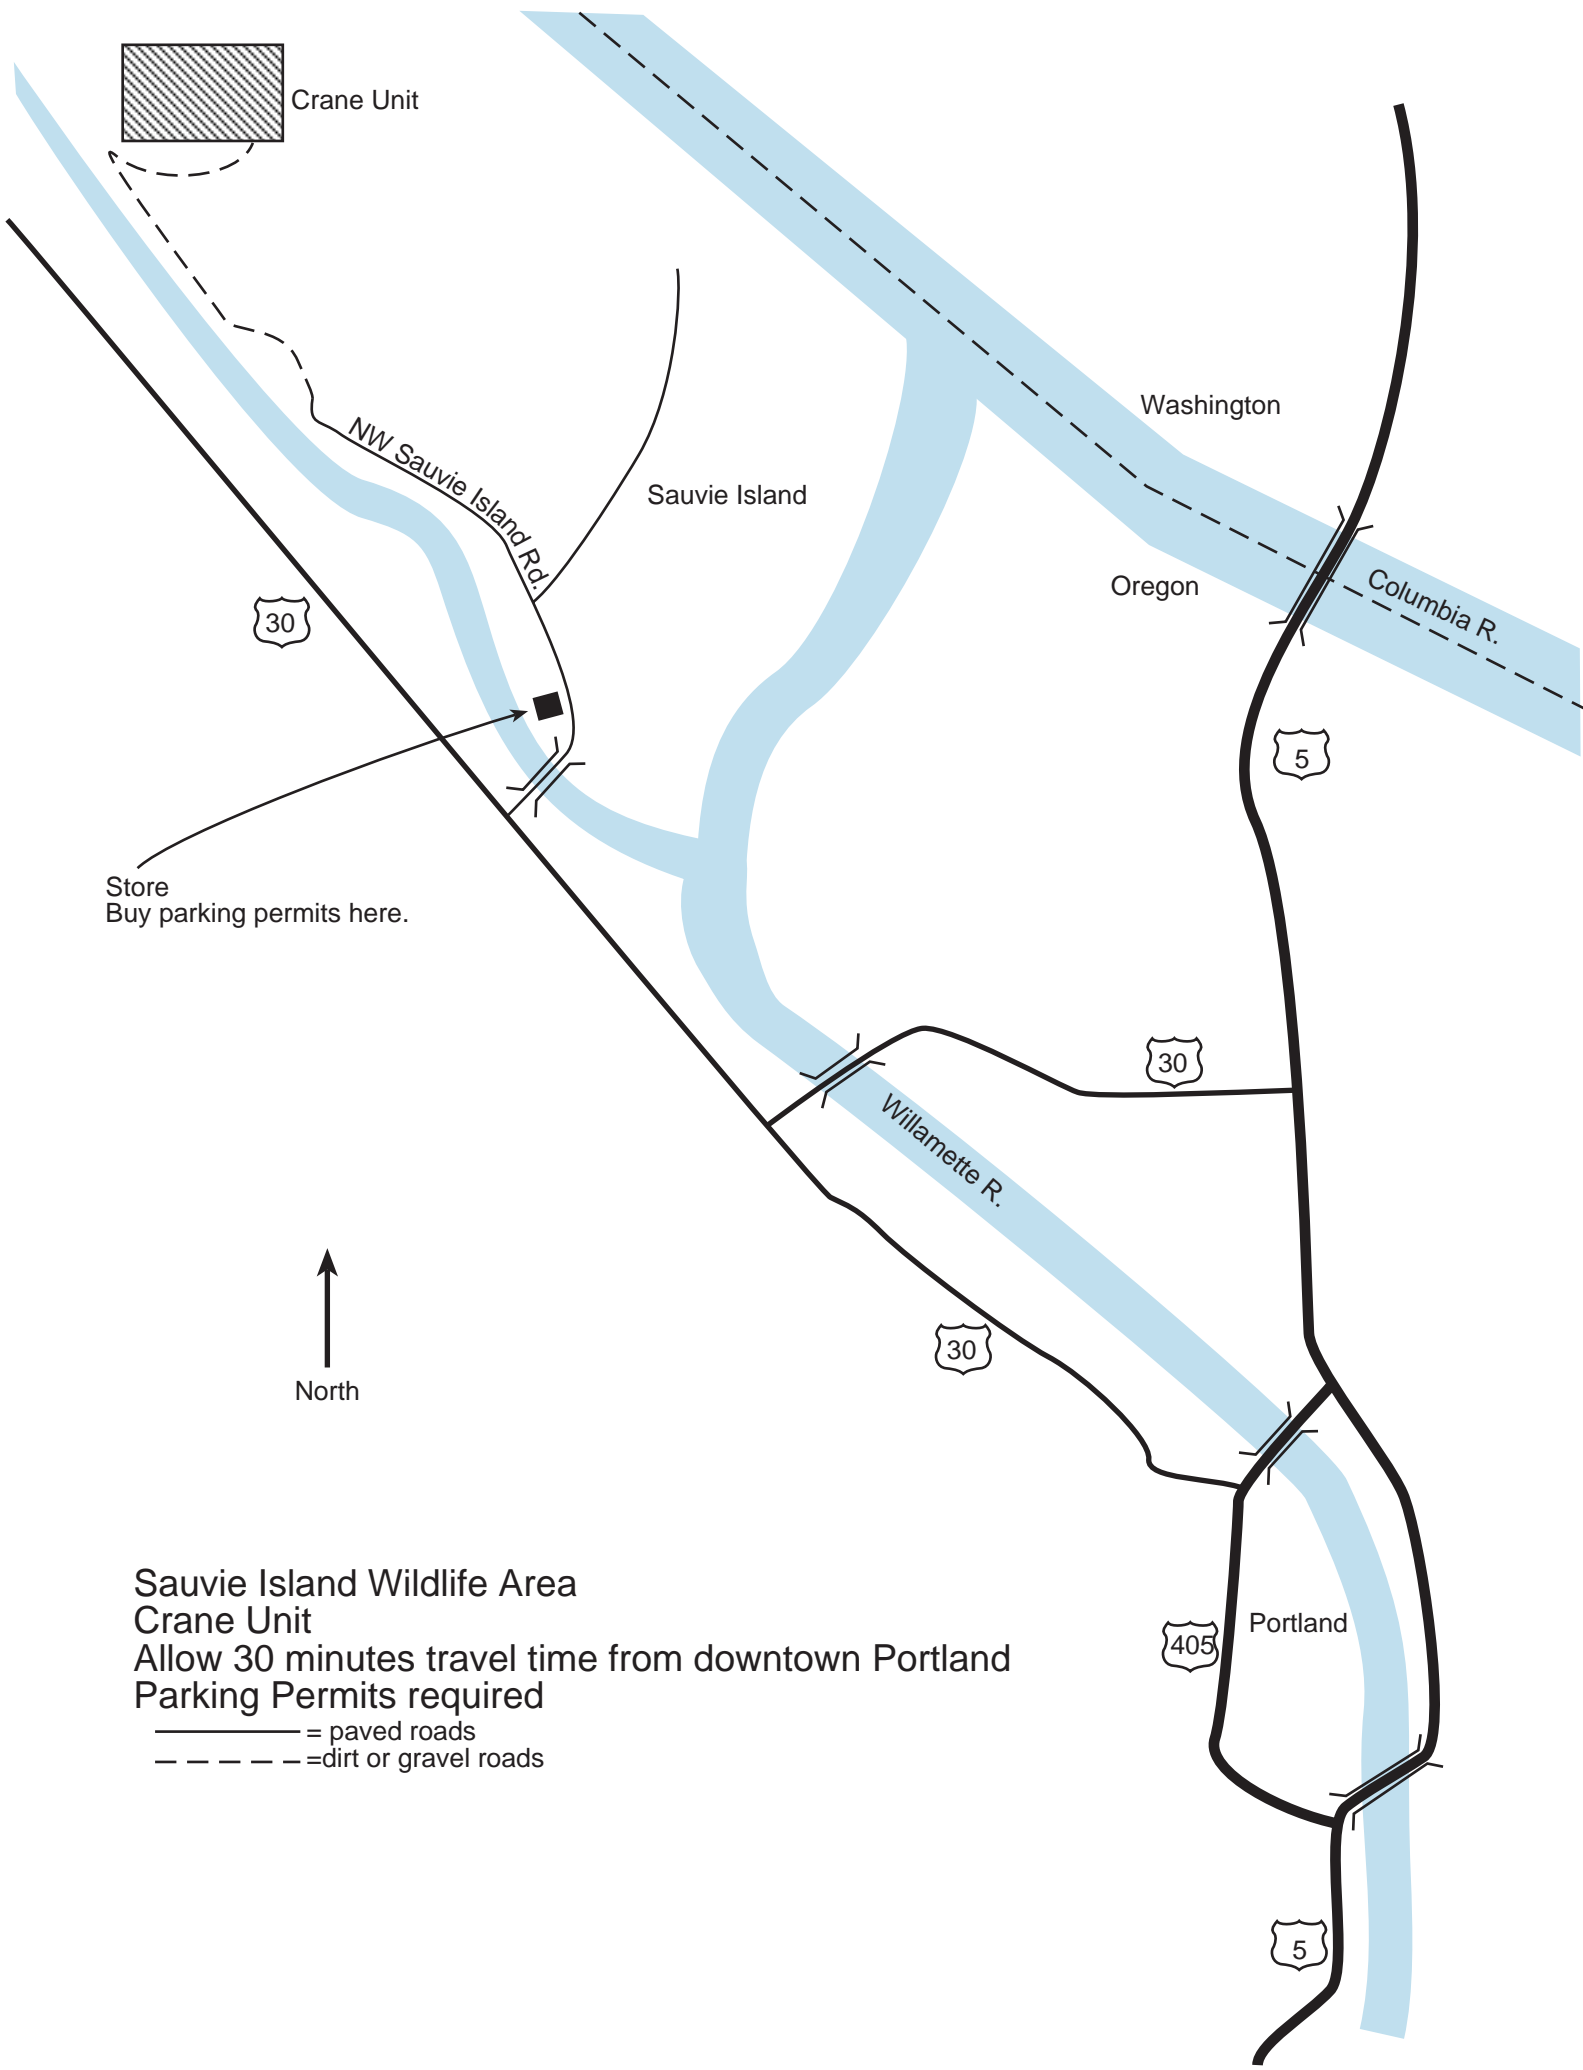 Crane Unit
Washington
NW Sauvie Island Rd.
Sauvie Island
Oregon
Columbia R.
30
5
Store
Buy parking permits here.
30
Willamette R.
30
North
Sauvie Island Wildlife Area
Crane Unit
Allow 30 minutes travel time from downtown Portland
Parking Permits required
= paved roads
=dirt or gravel roads
Portland
405
5